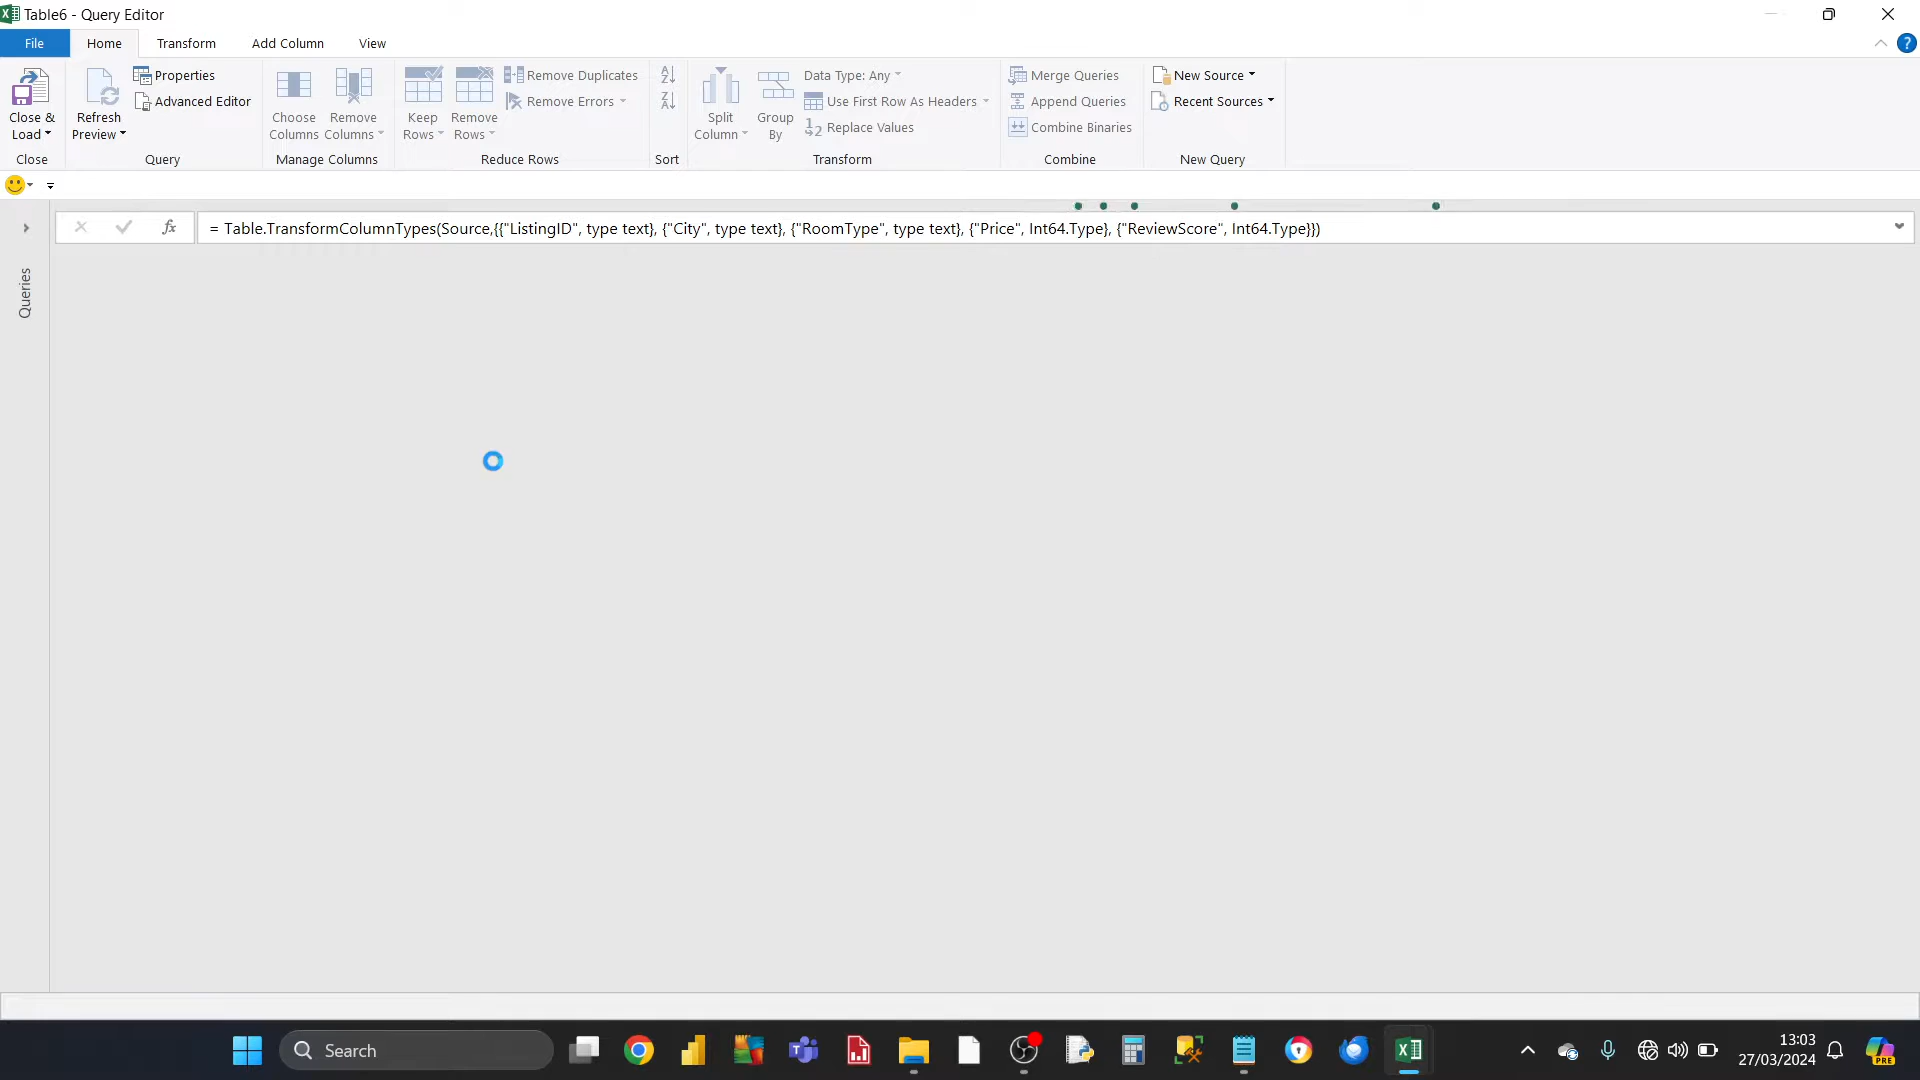 Table6 - Query Editor
File Home Transform Add Column View
Close & Load
Refresh Preview
Properties
Advanced Editor
Choose Columns
Remove Columns
Keep Rows
Remove Rows
Remove Duplicates
Remove Errors
Split Column
Group By
Data Type: Any
Use First Row As Headers
Replace Values
Merge Queries
Append Queries
Combine Binaries
New Source
Recent Sources
Close Query Manage Columns Reduce Rows Sort Transform Combine New Query
fx = Table.TransformColumnTypes(Source,{{"ListingID", type text}, {"City", type text}, {"RoomType", type text}, {"Price", Int64.Type}, {"ReviewScore", Int64.Type}})
Queries
Search
13:03
27/03/2024
PRE